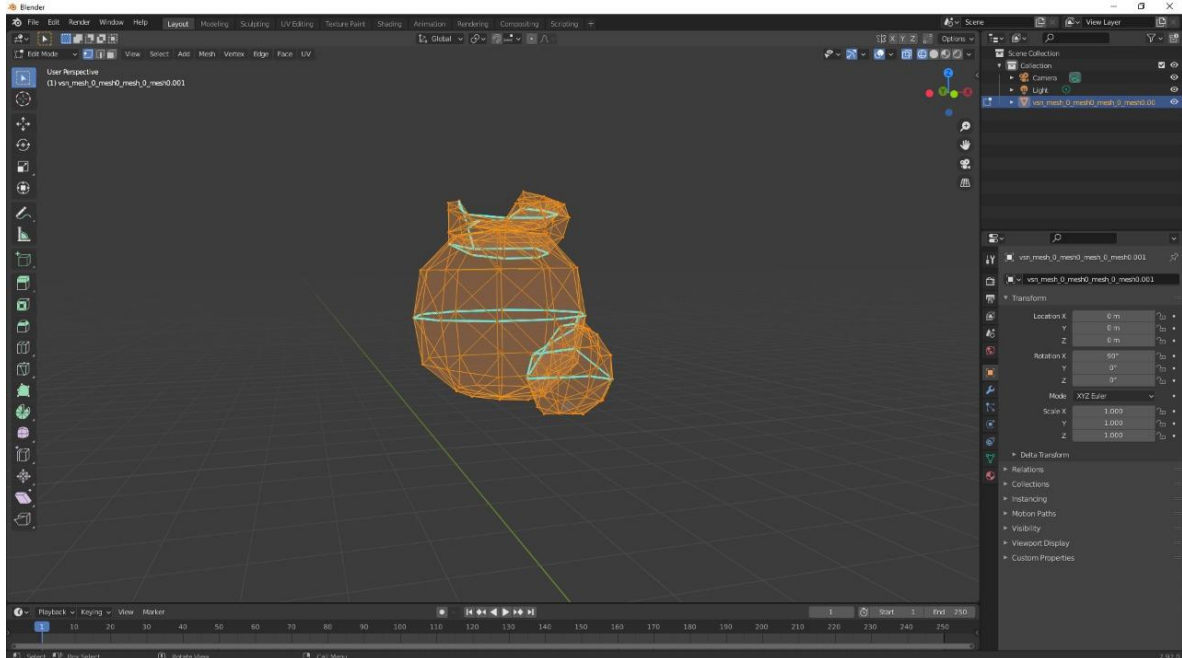 Blender
File Edit Render Window Help Layout Modeling Sculpting UV Editing Texture Paint Shading Animation Rendering Compositing Scripting + Scene View Layer
Global X Y Z Options
Edit Mode View Select Add Mesh Vertex Edge Face UV
User Perspective
(1) vsn_mesh_0_mesh0_mesh_0_mesh0.001
Z
Scene Collection
Collection
Camera
Light
vsn_mesh_0_mesh0_mesh_0_mesh0.00
vsn_mesh_0_mesh0_mesh_0_mesh0.001
vsn_mesh_0_mesh0_mesh_0_mesh0.001
Transform
Location X 0 m
Y 0 m
Z 0 m
Rotation X 90°
Y 0°
Z 0°
Mode XYZ Euler
Scale X 1.000
Y 1.000
Z 1.000
Delta Transform
Relations
Collections
Instancing
Motion Paths
Visibility
Viewport Display
Custom Properties
Playback Keying View Marker 1 Start 1 End 250
1 10 20 30 40 50 60 70 80 90 100 110 120 130 140 150 160 170 180 190 200 210 220 230 240 250
Select Box Select Rotate View Call Menu